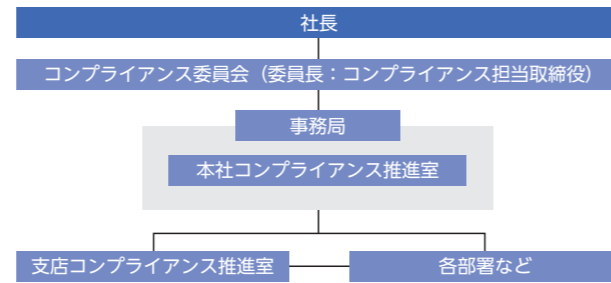 社長
コンプライアンス委員会（委員長：コンプライアンス担当取締役）
事務局
本社コンプライアンス推進室
支店コンプライアンス推進室
各部署など